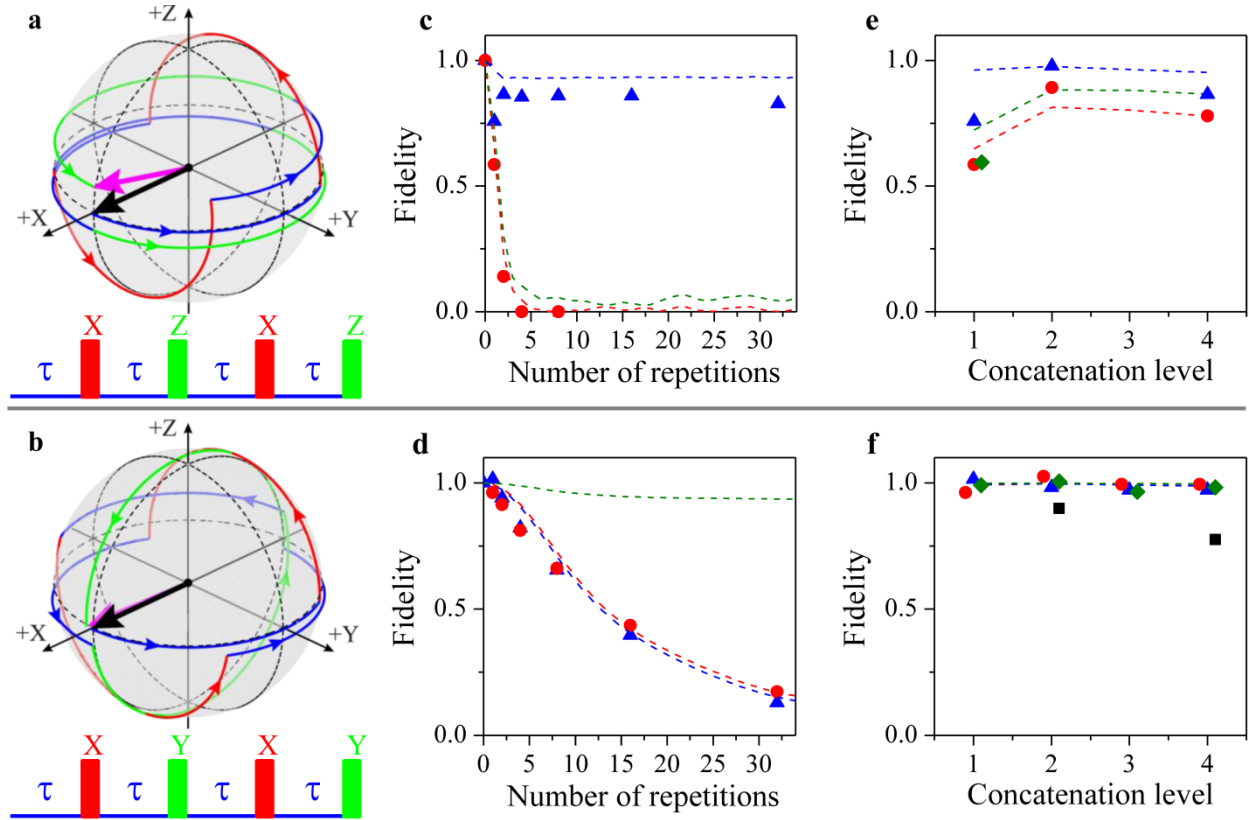 a
+Z
+X
+Y
X Z X Z
τ τ τ τ
c
Fidelity
1.0
0.5
0.0
0 5 10 15 20 25 30
Number of repetitions
e
Fidelity
1.0
0.5
0.0
1 2 3 4
Concatenation level
b
+Z
+X
+Y
X Y X Y
τ τ τ τ
d
Fidelity
1.0
0.5
0.0
0 5 10 15 20 25 30
Number of repetitions
f
Fidelity
1.0
0.5
0.0
1 2 3 4
Concatenation level